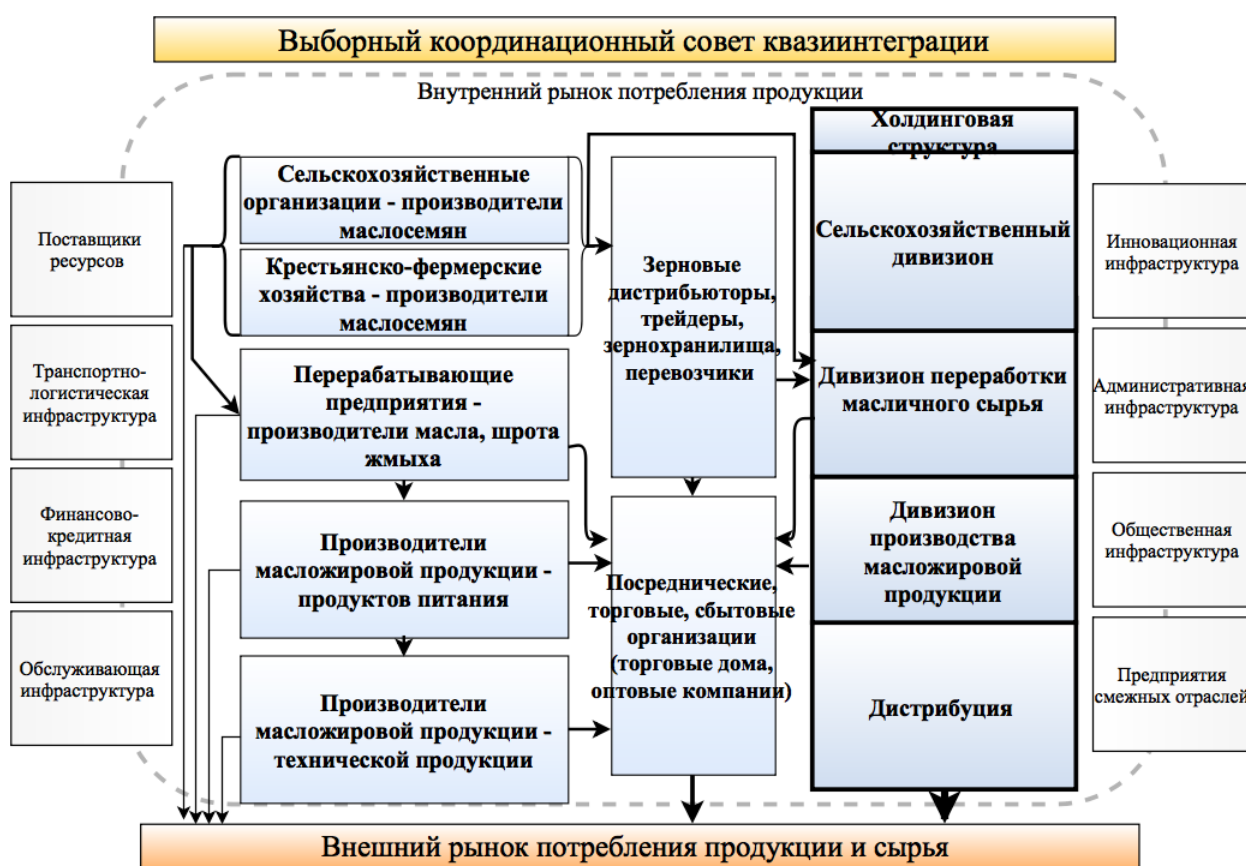 Выборный координационный совет квазиинтеграции
Внутренний рынок потребления продукции
Поставщики
ресурсов
Транспортно-
логистическая
инфраструктура
Финансово-
кредитная
инфраструктура
Обслуживающая
инфраструктура
Сельскохозяйственные
организации - производители
маслосемян
Крестьянско-фермерские
хозяйства - производители
маслосемян
Перерабатывающие
предприятия -
производители масла, шрота
жмыха
Производители
масложировой продукции -
продуктов питания
Производители
масложировой продукции -
технической продукции
Зерновые
дистрибьюторы,
трейдеры,
зернохранилища,
перевозчики
Посреднические,
торговые, сбытовые
организации
(торговые дома,
оптовые компании)
Холдинговая
структура
Сельскохозяйственный
дивизион
Дивизион переработки
масличного сырья
Дивизион
производства
масложировой
продукции
Дистрибуция
Инновационная
инфраструктура
Административная
инфраструктура
Общественная
инфраструктура
Предприятия
смежных отраслей
Внешний рынок потребления продукции и сырья